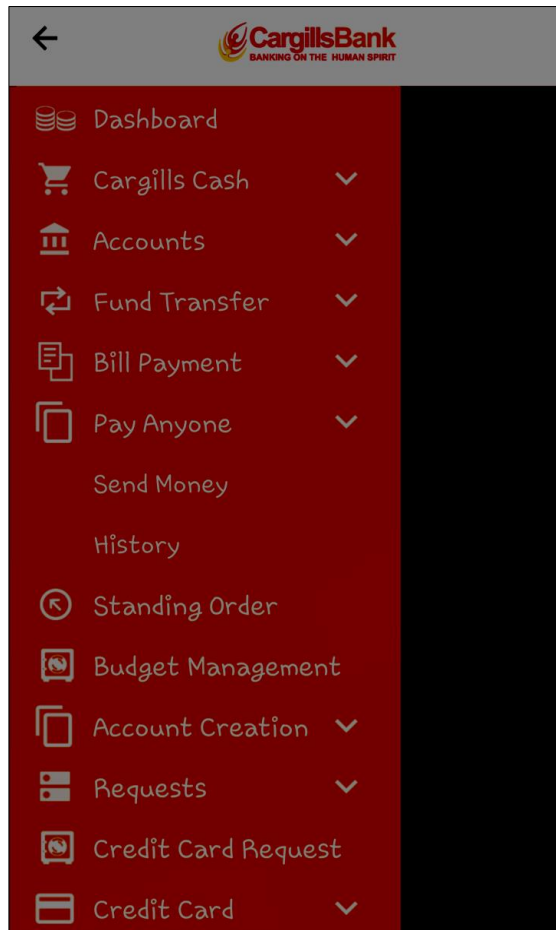 CargillsBank
BANKING ON THE HUMAN SPIRIT
Dashboard
Cargills Cash
Accounts
Fund Transfer
Bill Payment
Pay Anyone
Send Money
History
Standing Order
Budget Management
Account Creation
Requests
Credit Card Request
Credit Card